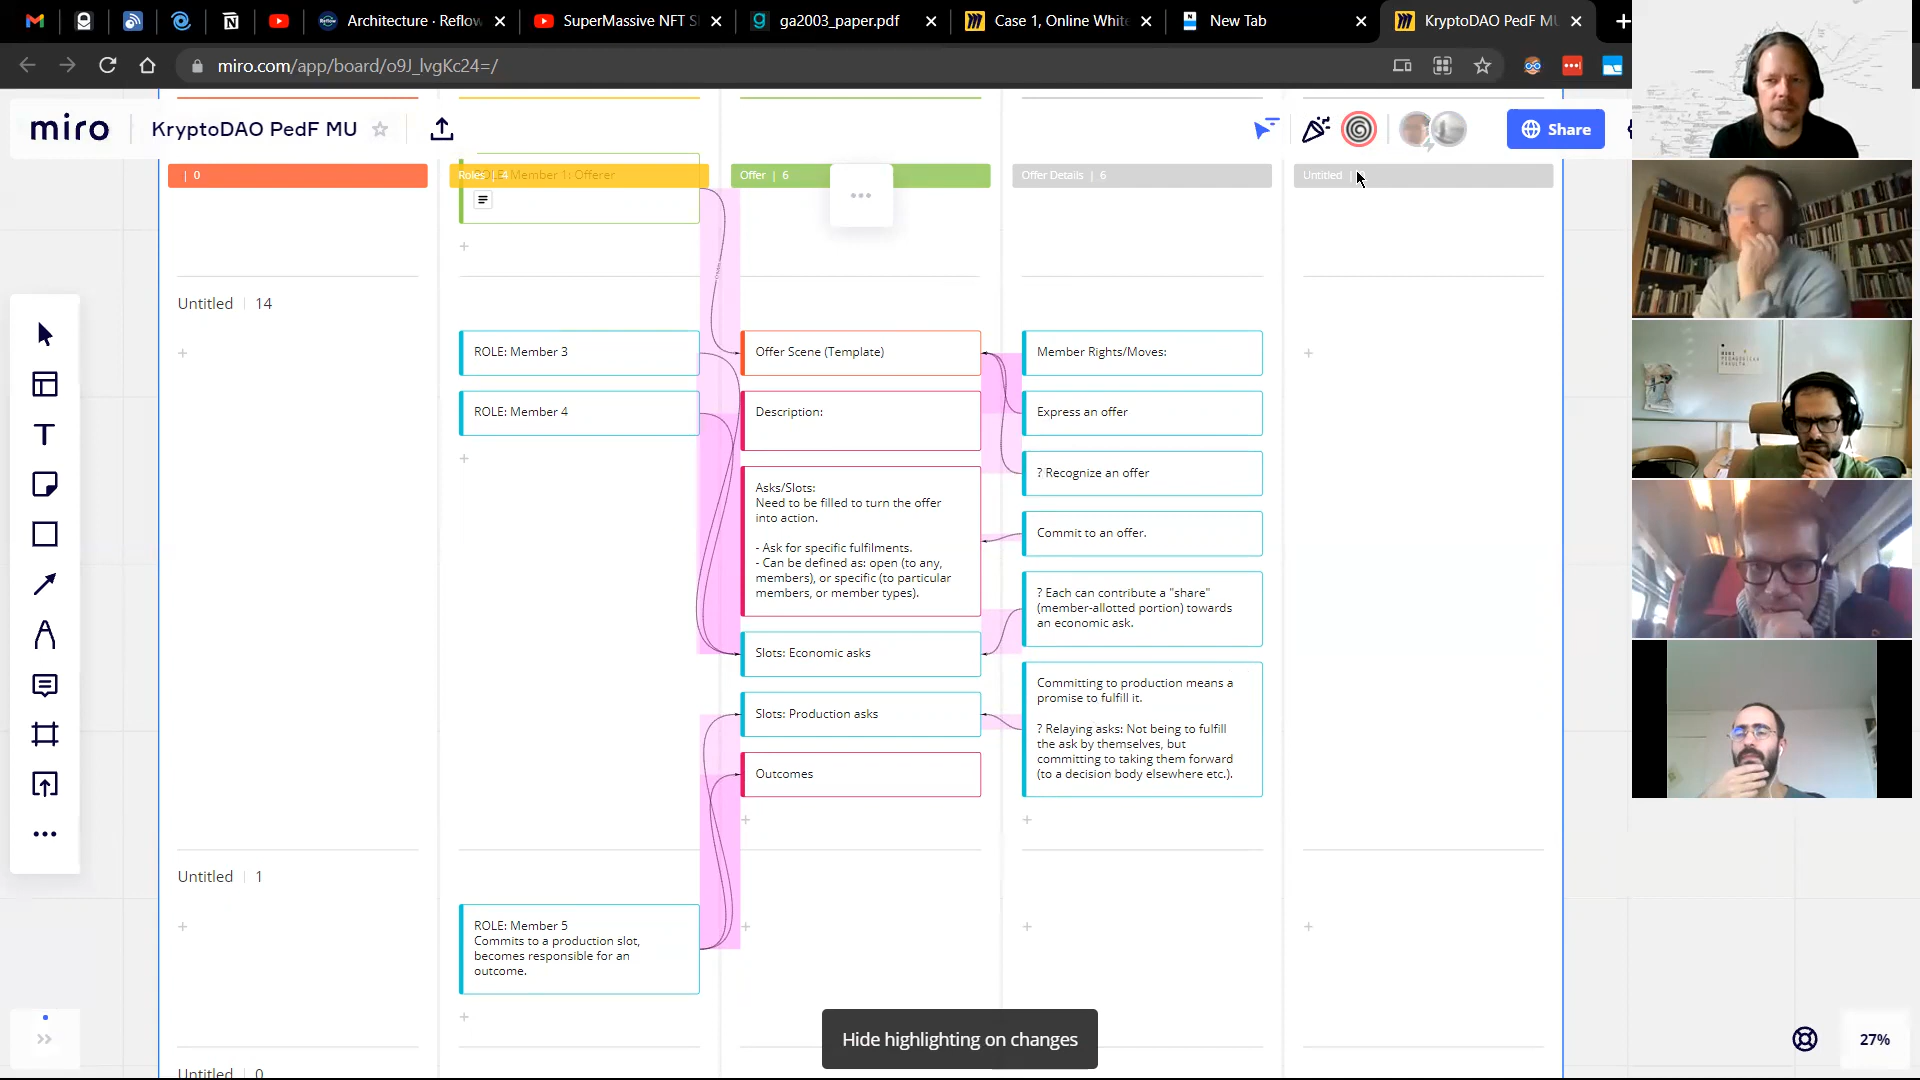 Architecture · Reflow
SuperMassive NFT S
ga2003_paper.pdf
Case 1, Online White
New Tab
KryptoDAO PedF MU
miro.com/app/board/o9J_lvgKc24=/
miro
KryptoDAO PedF MU
Share
| 0
Roles | 4
ROLE: Member 1: Offerer
Offer | 6
Offer Details | 6
Untitled |
Untitled | 14
ROLE: Member 3
ROLE: Member 4
Offer Scene (Template)
Description:
Asks/Slots:
Need to be filled to turn the offer
into action.
- Ask for specific fulfilments.
- Can be defined as: open (to any,
members), or specific (to particular
members, or member types).
Slots: Economic asks
Slots: Production asks
Outcomes
Member Rights/Moves:
Express an offer
? Recognize an offer
Commit to an offer.
? Each can contribute a "share"
(member-allotted portion) towards
an economic ask.
Committing to production means a
promise to fulfill it.
? Relaying asks: Not being to fulfill
the ask by themselves, but
committing to taking them forward
(to a decision body elsewhere etc.).
Untitled | 1
ROLE: Member 5
Commits to a production slot,
becomes responsible for an
outcome.
Untitled | 0
Hide highlighting on changes
27%